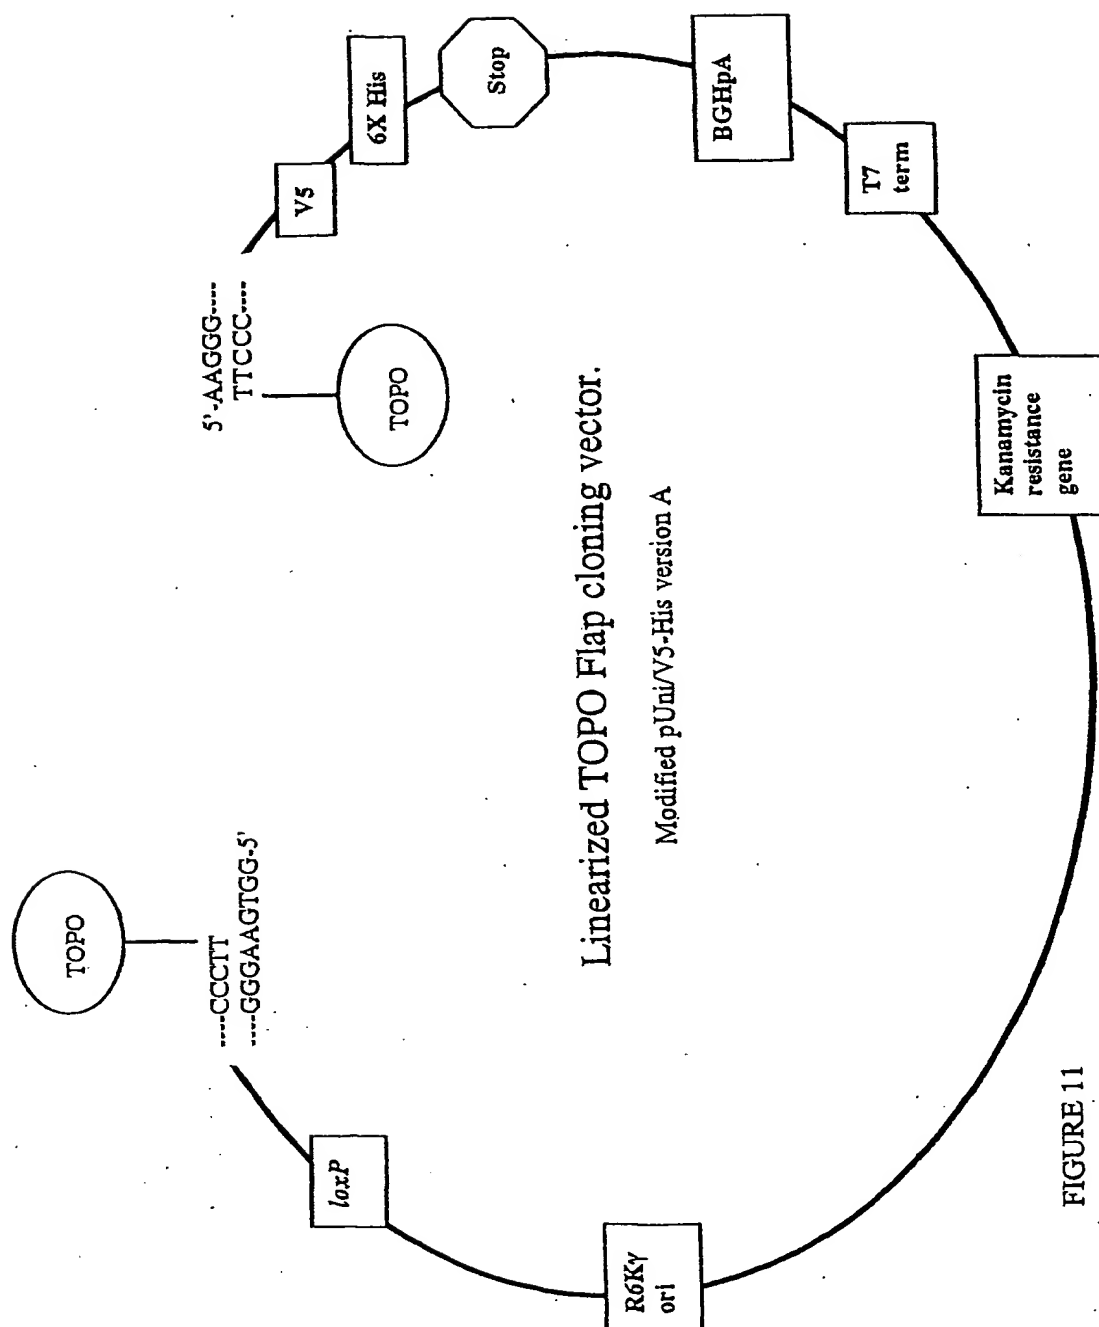 TOPO
----CCCTT
----GGGAAGTGG-5'
5'-AAGGG----
TTCCC----
TOPO
V5
6X His
Stop
BGHpA
T7
term
Kanamycin
resistance
gene
R6Kγ
ori
loxP
Linearized TOPO Flap cloning vector.
Modified pUni/V5-His version A
FIGURE 11